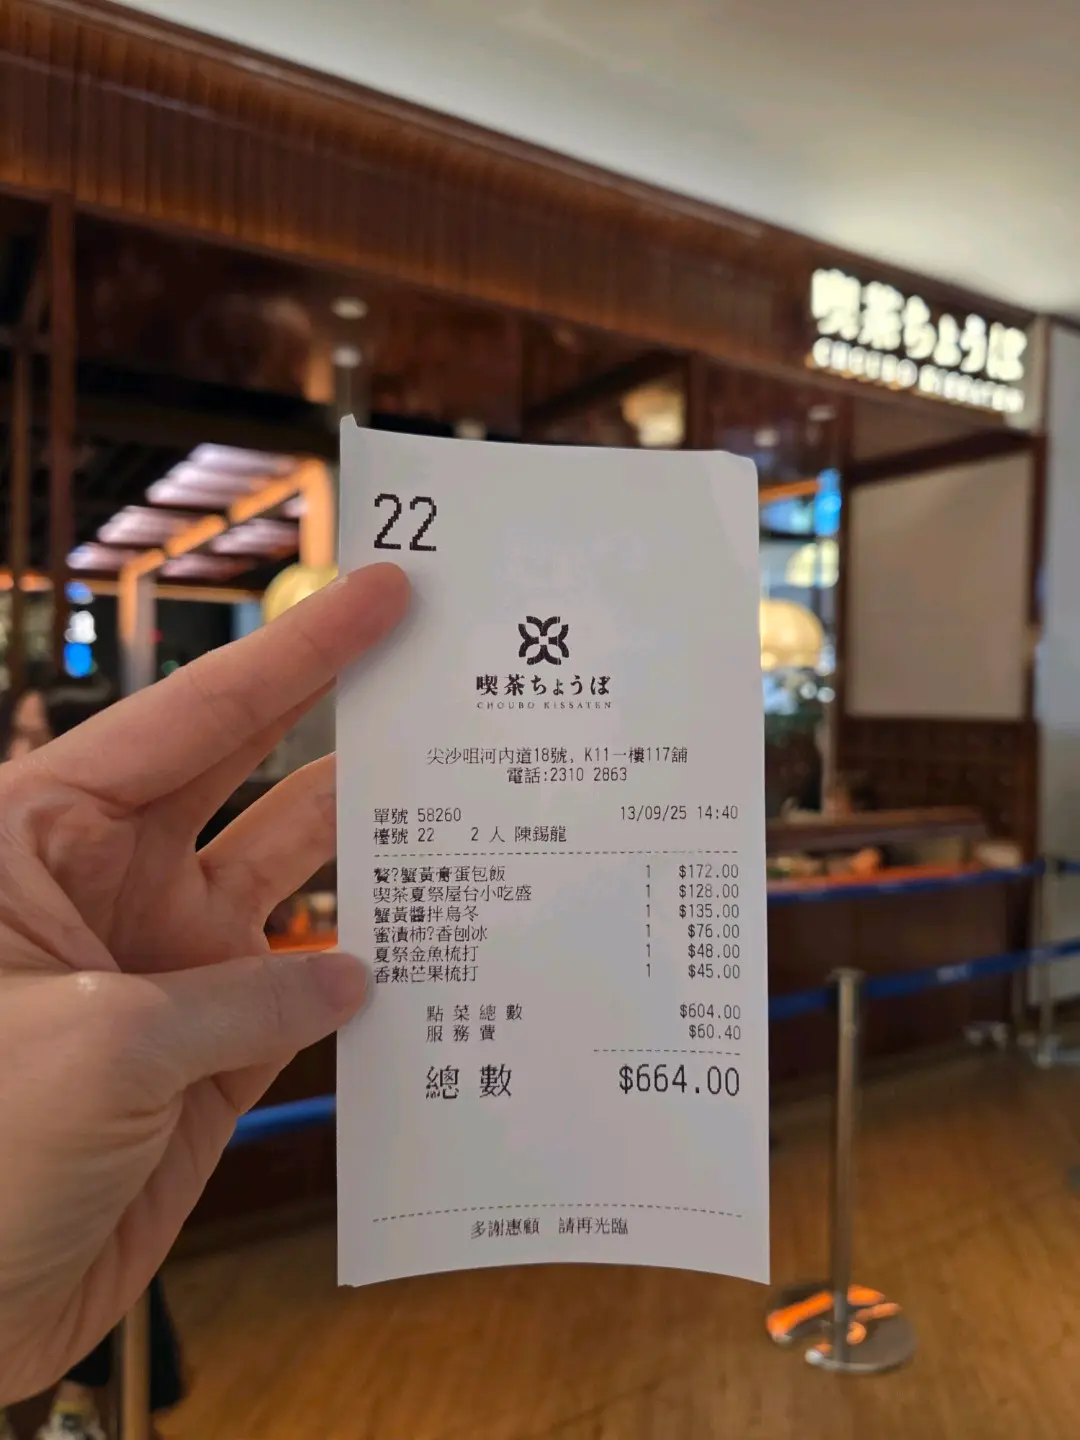 喫茶ちょうぼ
CHOUBO KISSATEN
22
喫茶ちょうぼ
CHOUBO KISSATEN
尖沙咀河內道18號, K11一樓117舖
電話:2310 2863
單號 58260 13/09/25 14:40
檯號 22 2 人 陳錫龍
贅?蟹黃膏蛋包飯 1 $172.00
喫茶夏祭屋台小吃盛 1 $128.00
蟹黃醬拌烏冬 1 $135.00
蜜漬柿?香刨冰 1 $76.00
夏祭金魚梳打 1 $48.00
香熟芒果梳打 1 $45.00
點菜總數 $604.00
服務費 $60.40
總數 $664.00
多謝惠顧 請再光臨